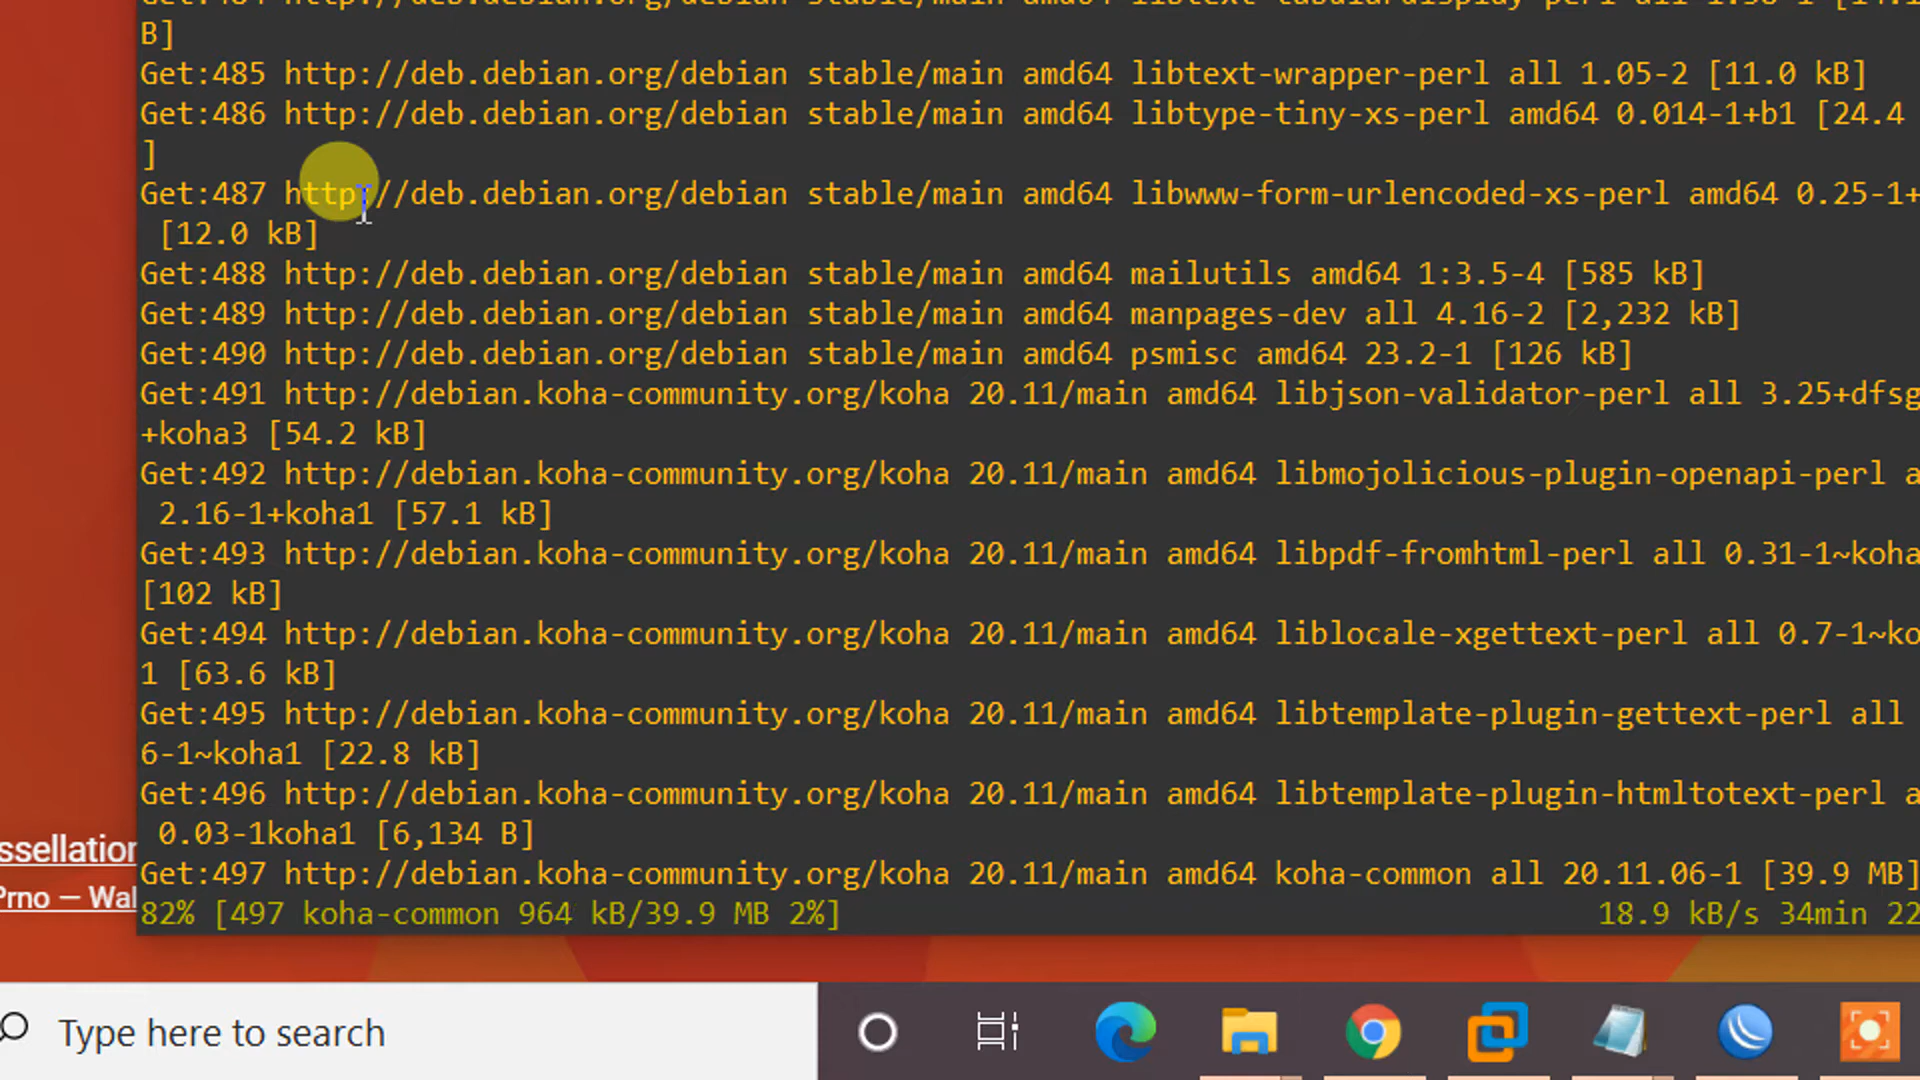 B]
Get:485 http://deb.debian.org/debian stable/main amd64 libtext-wrapper-perl all 1.05-2 [11.0 kB]
Get:486 http://deb.debian.org/debian stable/main amd64 libtype-tiny-xs-perl amd64 0.014-1+b1 [24.4
]
Get:487 http://deb.debian.org/debian stable/main amd64 libwww-form-urlencoded-xs-perl amd64 0.25-1+
[12.0 kB]
Get:488 http://deb.debian.org/debian stable/main amd64 mailutils amd64 1:3.5-4 [585 kB]
Get:489 http://deb.debian.org/debian stable/main amd64 manpages-dev all 4.16-2 [2,232 kB]
Get:490 http://deb.debian.org/debian stable/main amd64 psmisc amd64 23.2-1 [126 kB]
Get:491 http://debian.koha-community.org/koha 20.11/main amd64 libjson-validator-perl all 3.25+dfsg
+koha3 [54.2 kB]
Get:492 http://debian.koha-community.org/koha 20.11/main amd64 libmojolicious-plugin-openapi-perl a
2.16-1+koha1 [57.1 kB]
Get:493 http://debian.koha-community.org/koha 20.11/main amd64 libpdf-fromhtml-perl all 0.31-1~koha
[102 kB]
Get:494 http://debian.koha-community.org/koha 20.11/main amd64 liblocale-xgettext-perl all 0.7-1~ko
1 [63.6 kB]
Get:495 http://debian.koha-community.org/koha 20.11/main amd64 libtemplate-plugin-gettext-perl all
6-1~koha1 [22.8 kB]
Get:496 http://debian.koha-community.org/koha 20.11/main amd64 libtemplate-plugin-htmltotext-perl a
0.03-1koha1 [6,134 B]
Get:497 http://debian.koha-community.org/koha 20.11/main amd64 koha-common all 20.11.06-1 [39.9 MB]
82% [497 koha-common 964 kB/39.9 MB 2%] 18.9 kB/s 34min 22
ssellation
Prno — Wal
Type here to search